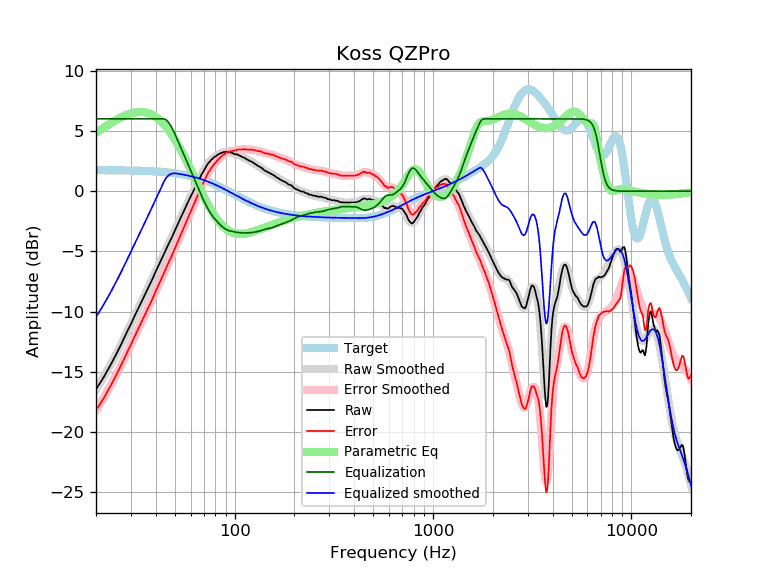 Koss QZPro
10
5
0
−5
−10
−15
−20
−25
Amplitude (dBr)
100
1000
10000
Frequency (Hz)
Target
Raw Smoothed
Error Smoothed
Raw
Error
Parametric Eq
Equalization
Equalized smoothed